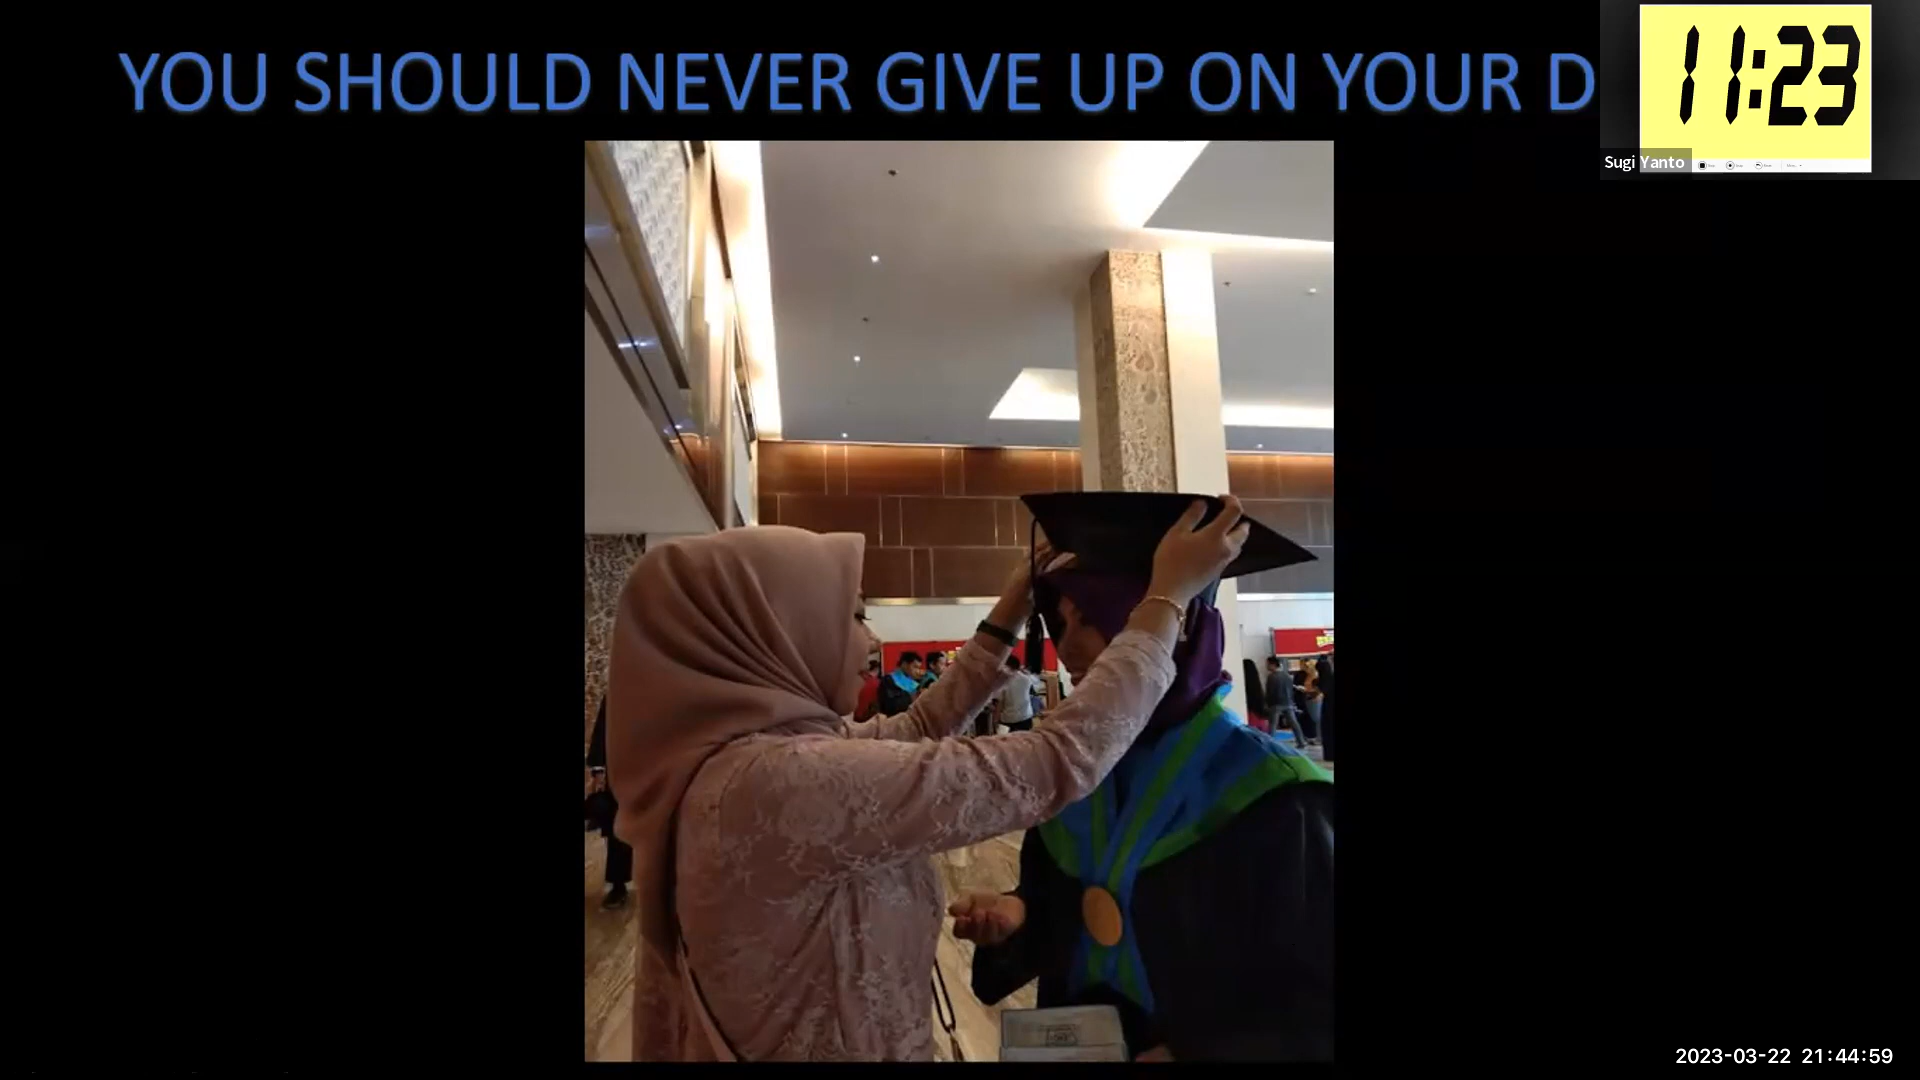 YOU SHOULD NEVER GIVE UP ON YOUR D
11:23
Sugi Yanto
2023-03-22 21:44:59